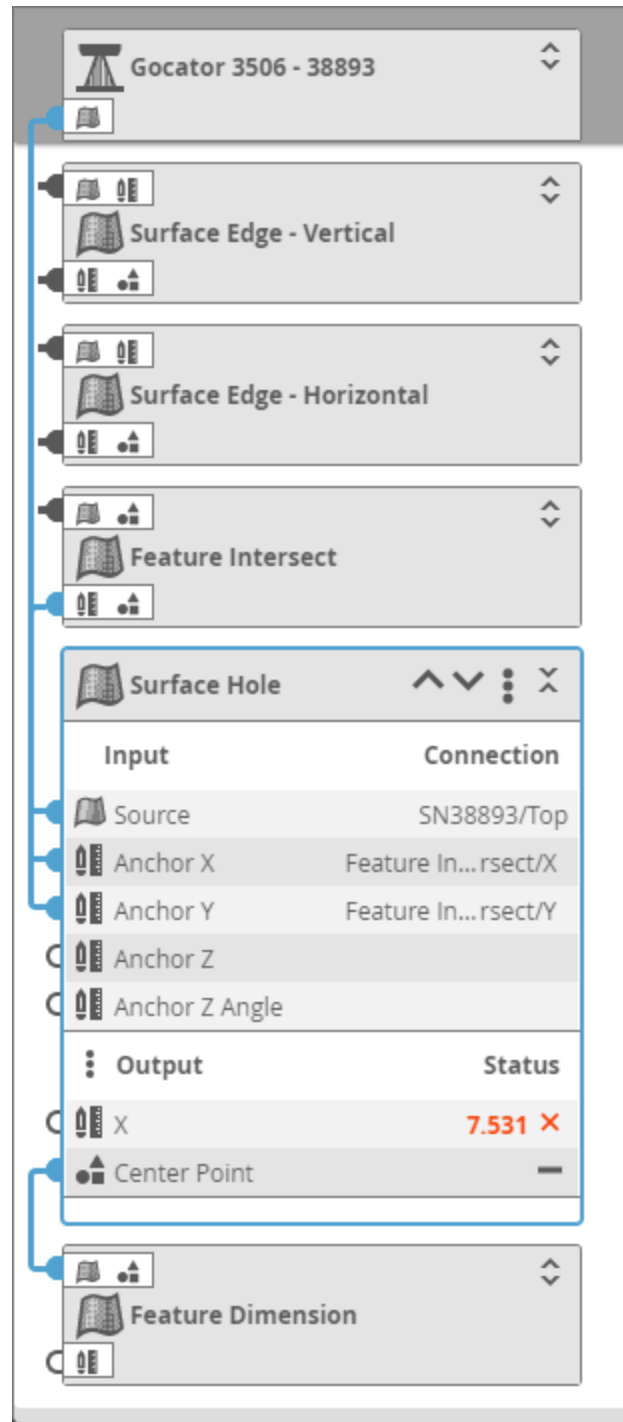 Gocator 3506 - 38893
Surface Edge - Vertical
Surface Edge - Horizontal
Feature Intersect
Surface Hole
Input Connection
Source SN38893/Top
Anchor X Feature In...rsect/X
Anchor Y Feature In...rsect/Y
Anchor Z
Anchor Z Angle
Output Status
X 7.531
Center Point
Feature Dimension